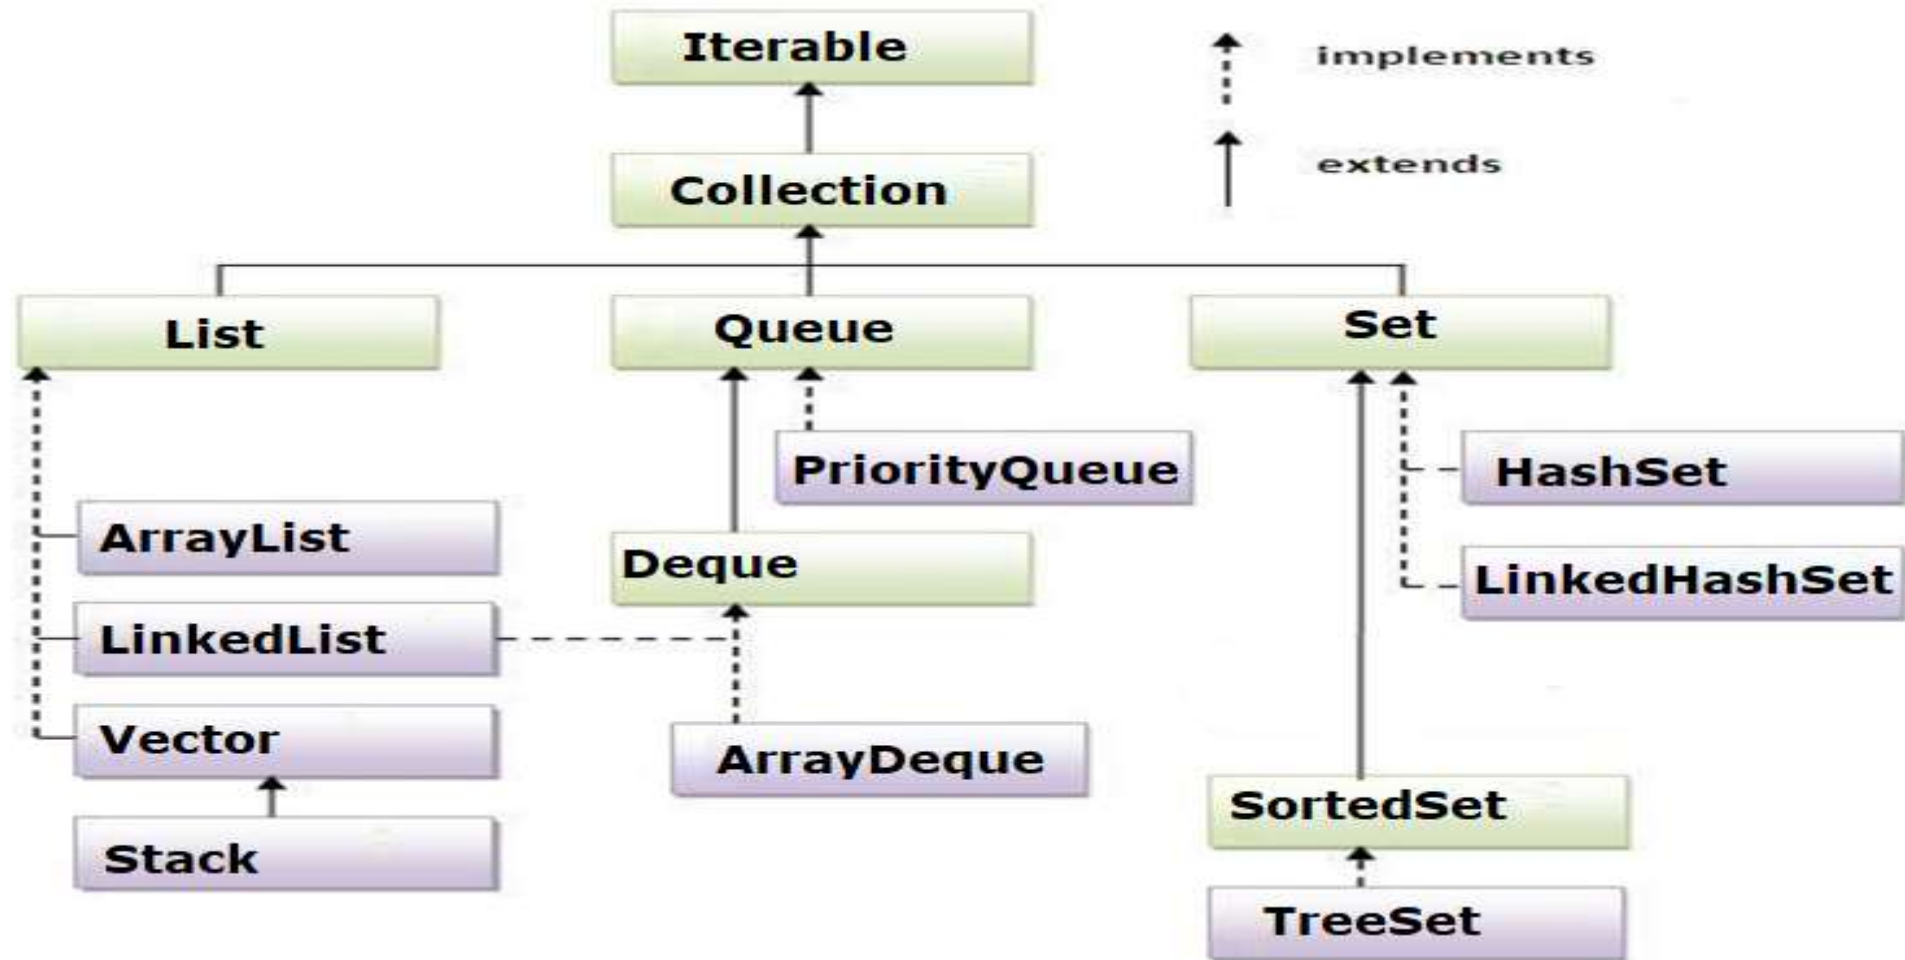 Iterable
implements
extends
Collection
List
Queue
Set
PriorityQueue
HashSet
ArrayList
Deque
LinkedHashSet
LinkedList
Vector
ArrayDeque
SortedSet
Stack
TreeSet